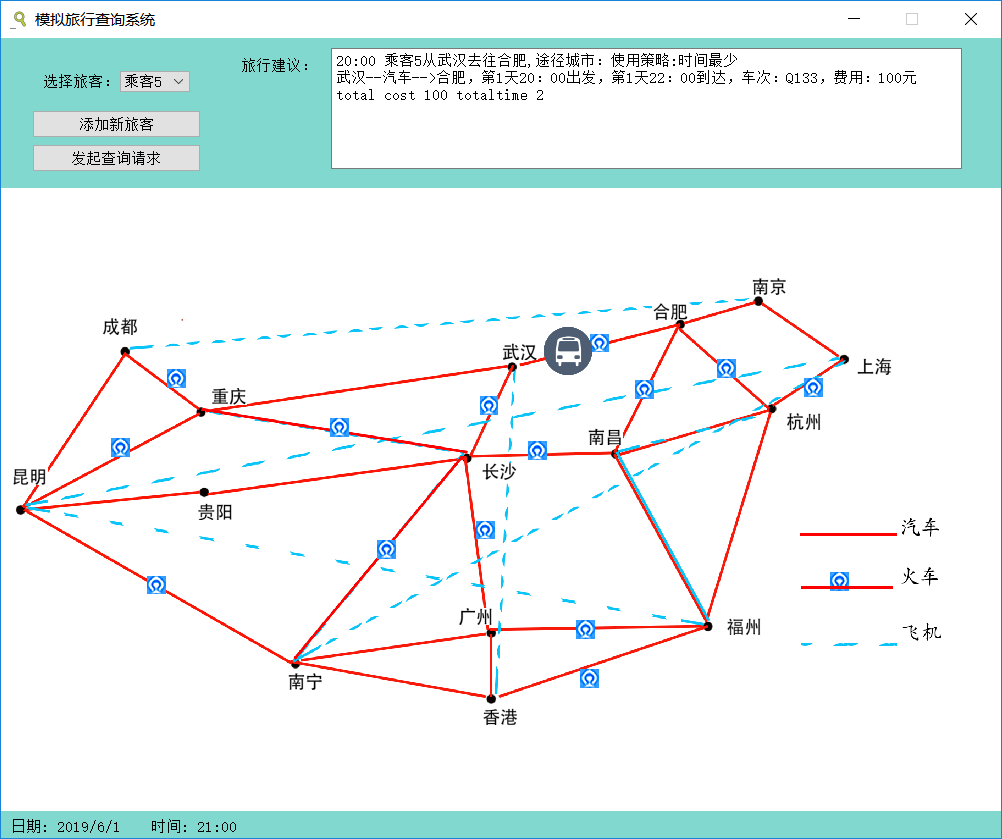 模拟旅行查询系统
选择旅客：
乘客5
添加新旅客
发起查询请求
旅行建议：
20:00 乘客5从武汉去往合肥,途径城市：使用策略:时间最少
武汉--汽车-->合肥，第1天20：00出发，第1天22：00到达，车次：Q133，费用：100元
total cost 100 totaltime 2
南京
合肥
成都
武汉
上海
重庆
杭州
南昌
长沙
昆明
贵阳
汽车
火车
广州
福州
飞机
南宁
香港
日期：2019/6/1 时间：21:00